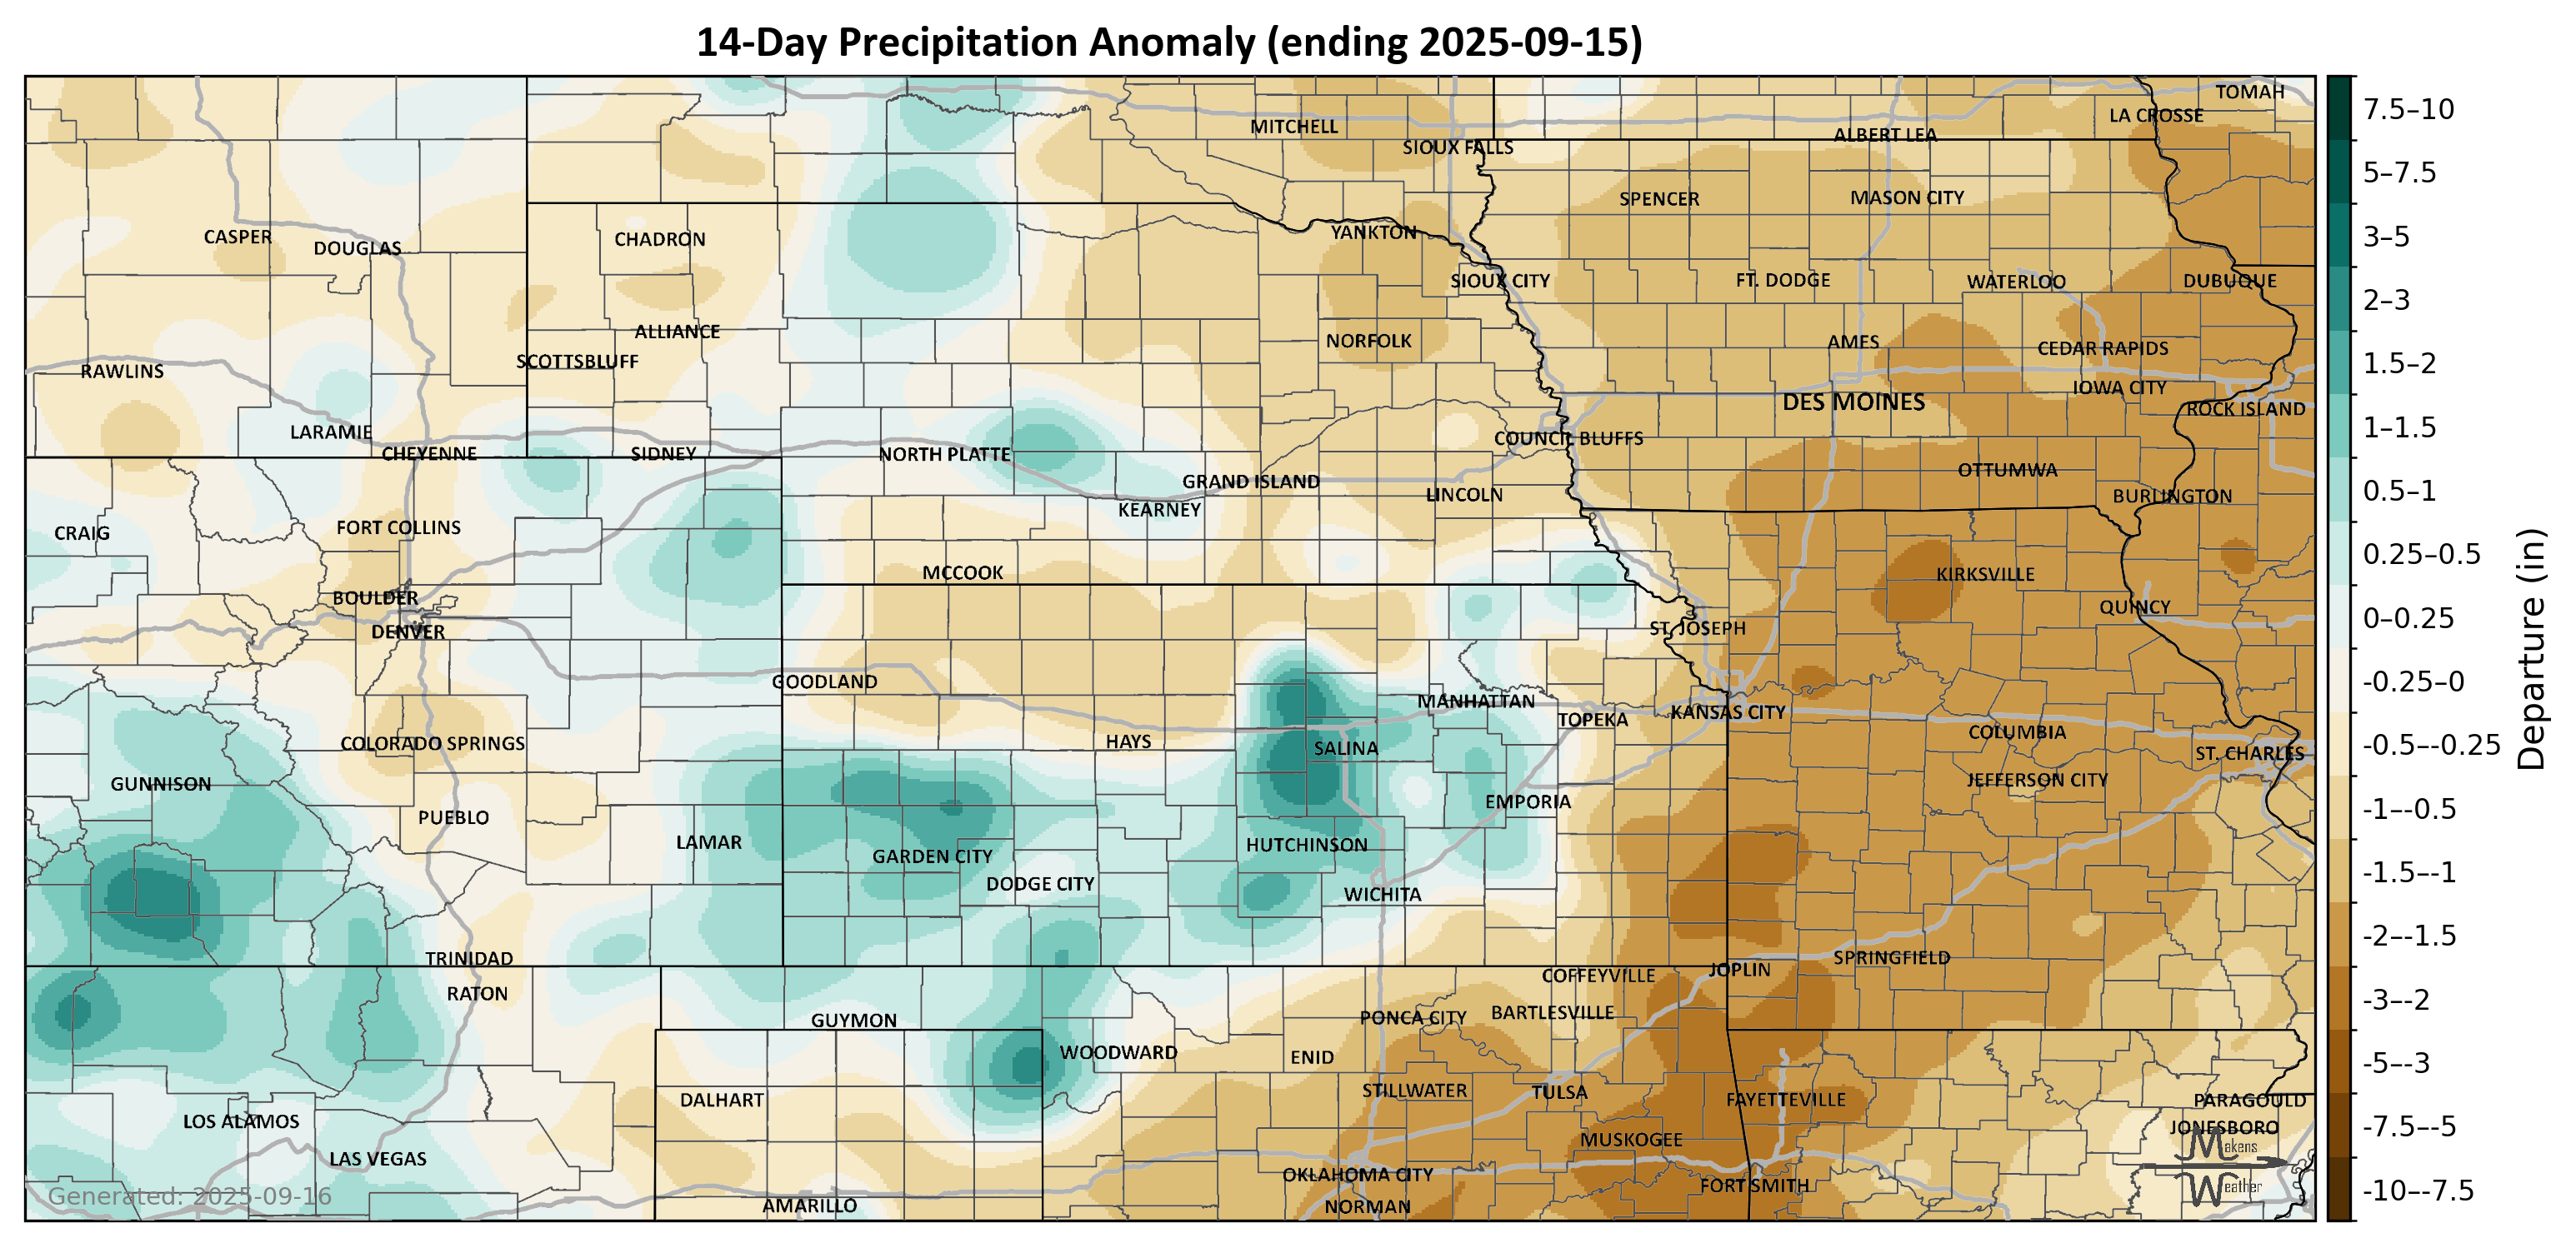 14-Day Precipitation Anomaly (ending 2025-09-15)
TOMAH
LA CROSSE
MITCHELL
ALBERT LEA
SIOUX FALLS
SPENCER
MASON CITY
CASPER
DOUGLAS
CHADRON
YANKTON
SIOUX CITY
FT. DODGE
WATERLOO
DUBUQUE
ALLIANCE
NORFOLK
AMES
CEDAR RAPIDS
SCOTTSBLUFF
RAWLINS
IOWA CITY
DES MOINES
ROCK ISLAND
LARAMIE
COUNCIL BLUFFS
CHEYENNE
SIDNEY
NORTH PLATTE
OTTUMWA
GRAND ISLAND
LINCOLN
BURLINGTON
KEARNEY
CRAIG
FORT COLLINS
MCCOOK
KIRKSVILLE
BOULDER
QUINCY
DENVER
ST. JOSEPH
GOODLAND
MANHATTAN
TOPEKA
KANSAS CITY
COLORADO SPRINGS
HAYS
SALINA
COLUMBIA
ST. CHARLES
GUNNISON
JEFFERSON CITY
EMPORIA
PUEBLO
LAMAR
HUTCHINSON
GARDEN CITY
DODGE CITY
WICHITA
TRINIDAD
SPRINGFIELD
JOPLIN
COFFEYVILLE
RATON
GUYMON
PONCA CITY
BARTLESVILLE
WOODWARD
ENID
STILLWATER
TULSA
DALHART
FAYETTEVILLE
PARAGOULD
LOS ALAMOS
JONESBORO
MUSKOGEE
LAS VEGAS
OKLAHOMA CITY
FORT SMITH
AMARILLO
NORMAN
Makens
Weather
Generated: 2025-09-16
7.5–10
5–7.5
3–5
2–3
1.5–2
1–1.5
0.5–1
0.25–0.5
0–0.25
-0.25–0
-0.5–-0.25
-1–-0.5
-1.5–-1
-2–-1.5
-3–-2
-5–-3
-7.5–-5
-10–-7.5
Departure (in)